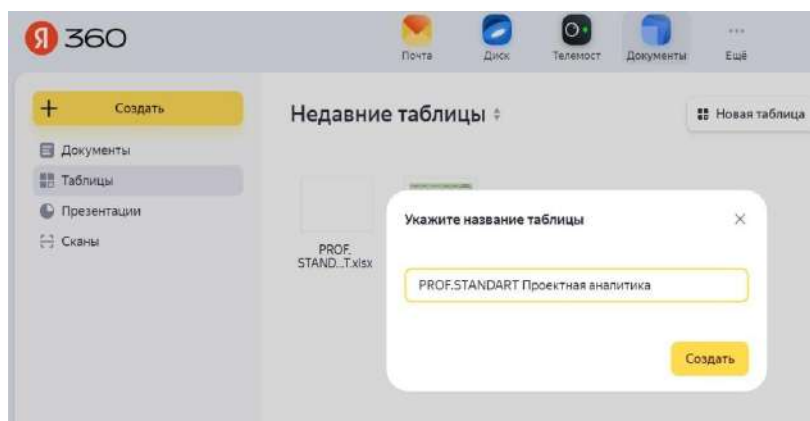 Я 360
Почта
Диск
Телемост
Документы
Ещё
+ Создать
Документы
Таблицы
Презентации
Сканы
Недавние таблицы
Новая таблица
PROF.
STAND...T.xlsx
Укажите название таблицы
PROF.STANDART Проектная аналитика
Создать